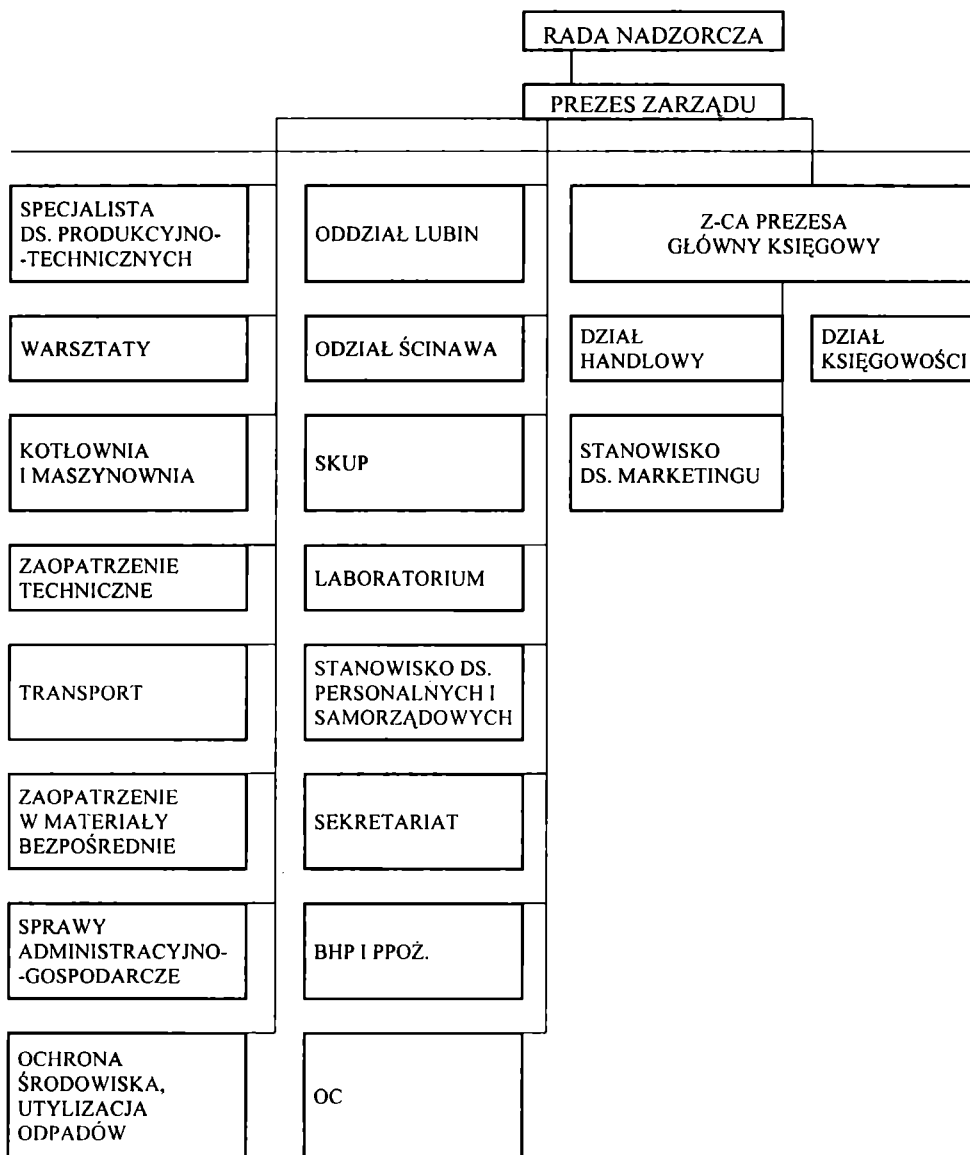 RADA NADZORCZA
PREZES ZARZĄDU
SPECJALISTA
DS. PRODUKCYJNO-
-TECHNICZNYCH
ODDZIAŁ LUBIN
Z-CA PREZESA
GŁÓWNY KSIĘGOWY
WARSZTATY
ODZIAŁ ŚCINAWA
DZIAŁ
HANDLOWY
DZIAŁ
KSIĘGOWOŚCI
KOTŁOWNIA
I MASZYNOWNIA
SKUP
STANOWISKO
DS. MARKETINGU
ZAOPATRZENIE
TECHNICZNE
LABORATORIUM
TRANSPORT
STANOWISKO DS.
PERSONALNYCH I
SAMORZĄDOWYCH
ZAOPATRZENIE
W MATERIAŁY
BEZPOŚREDNIE
SEKRETARIAT
SPRAWY
ADMINISTRACYJNO-
-GOSPODARCZE
BHP I PPOŻ.
OCHRONA
ŚRODOWISKA,
UTYLIZACJA
ODPADÓW
OC